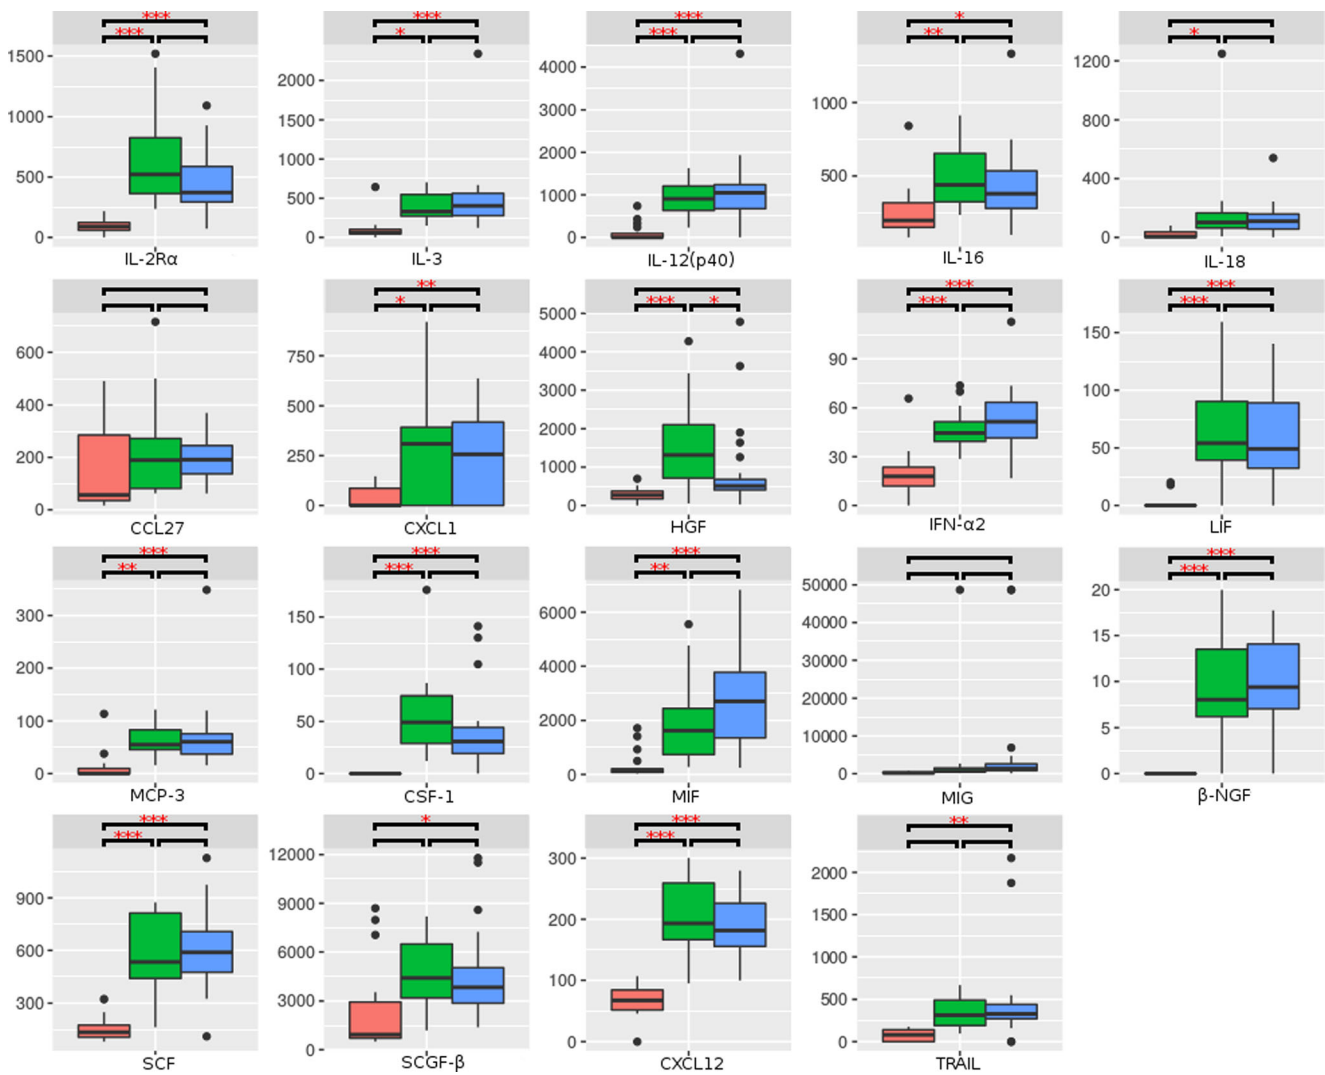 *** *** * 
*** * *** ** *
1500 1000 500 0
2000 1500 1000 500 0
4000 3000 2000 1000 0
1000 500
1200 800 400 0
IL-2Rα IL-3 IL-12(p40) IL-16 IL-18
** *** ***
* *** * *** ***
600 400 200 0
750 500 250 0
5000 4000 3000 2000 1000 0
90 60 30 0
150 100 50 0
CCL27 CXCL1 HGF IFN-α2 LIF
*** *** *** ***
** *** ** ***
300 200 100 0
150 100 50 0
6000 4000 2000 0
50000 40000 30000 20000 10000 0
20 15 10 5 0
MCP-3 CSF-1 MIF MIG β-NGF
*** * *** **
*** ***
900 600 300
12000 9000 6000 3000 0
300 200 100 0
2000 1500 1000 500 0
SCF SCGF-β CXCL12 TRAIL